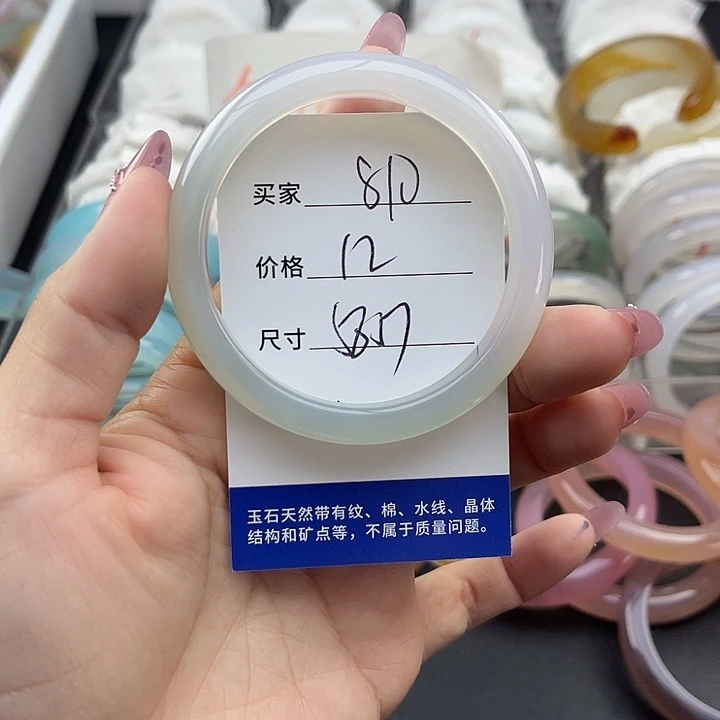 买家 810
价格 12
尺寸
玉石天然带有纹、棉、水线、晶体
结构和矿点等，不属于质量问题。